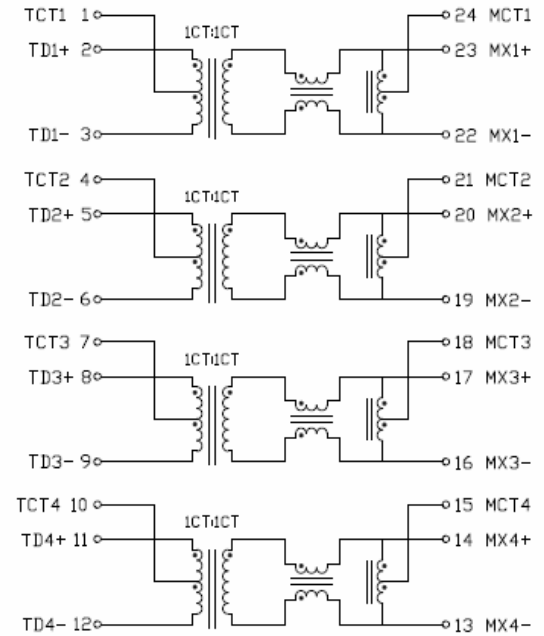 TCT1 1 24 MCT1
1CT:1CT
TD1+ 2 23 MX1+
TD1- 3 22 MX1-
TCT2 4 21 MCT2
1CT:1CT
TD2+ 5 20 MX2+
TD2- 6 19 MX2-
TCT3 7 18 MCT3
1CT:1CT
TD3+ 8 17 MX3+
TD3- 9 16 MX3-
TCT4 10 15 MCT4
1CT:1CT
TD4+ 11 14 MX4+
TD4- 12 13 MX4-